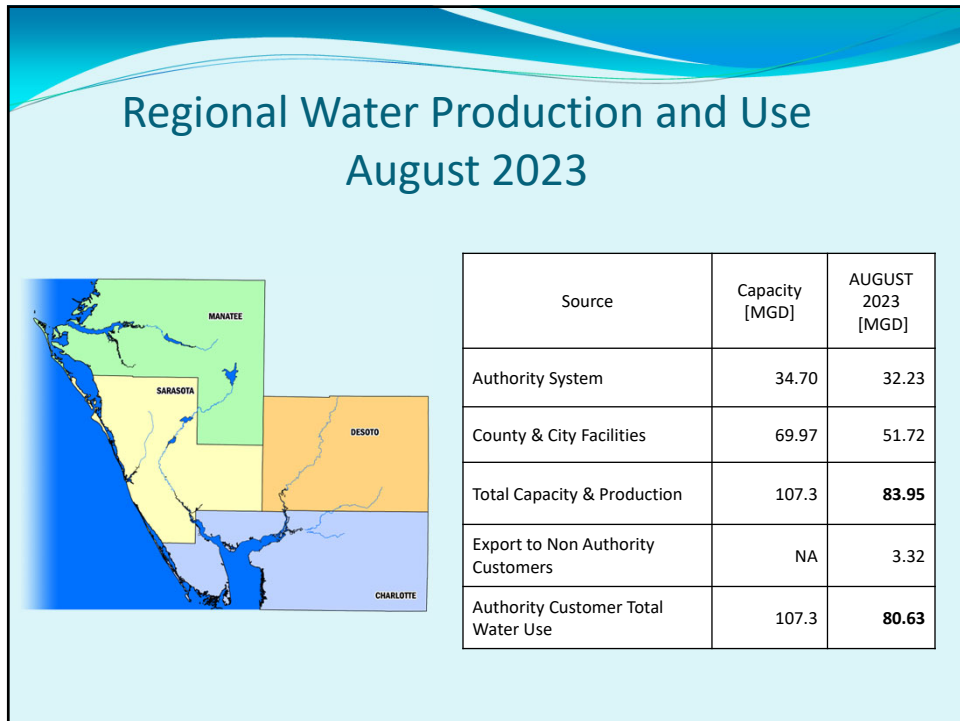 Regional Water Production and Use
August 2023
MANATEE
SARASOTA
DESOTO
CHARLOTTE
Source
Capacity
[MGD]
AUGUST
2023
[MGD]
Authority System
34.70
32.23
County & City Facilities
69.97
51.72
Total Capacity & Production
107.3
83.95
Export to Non Authority
Customers
NA
3.32
Authority Customer Total
Water Use
107.3
80.63